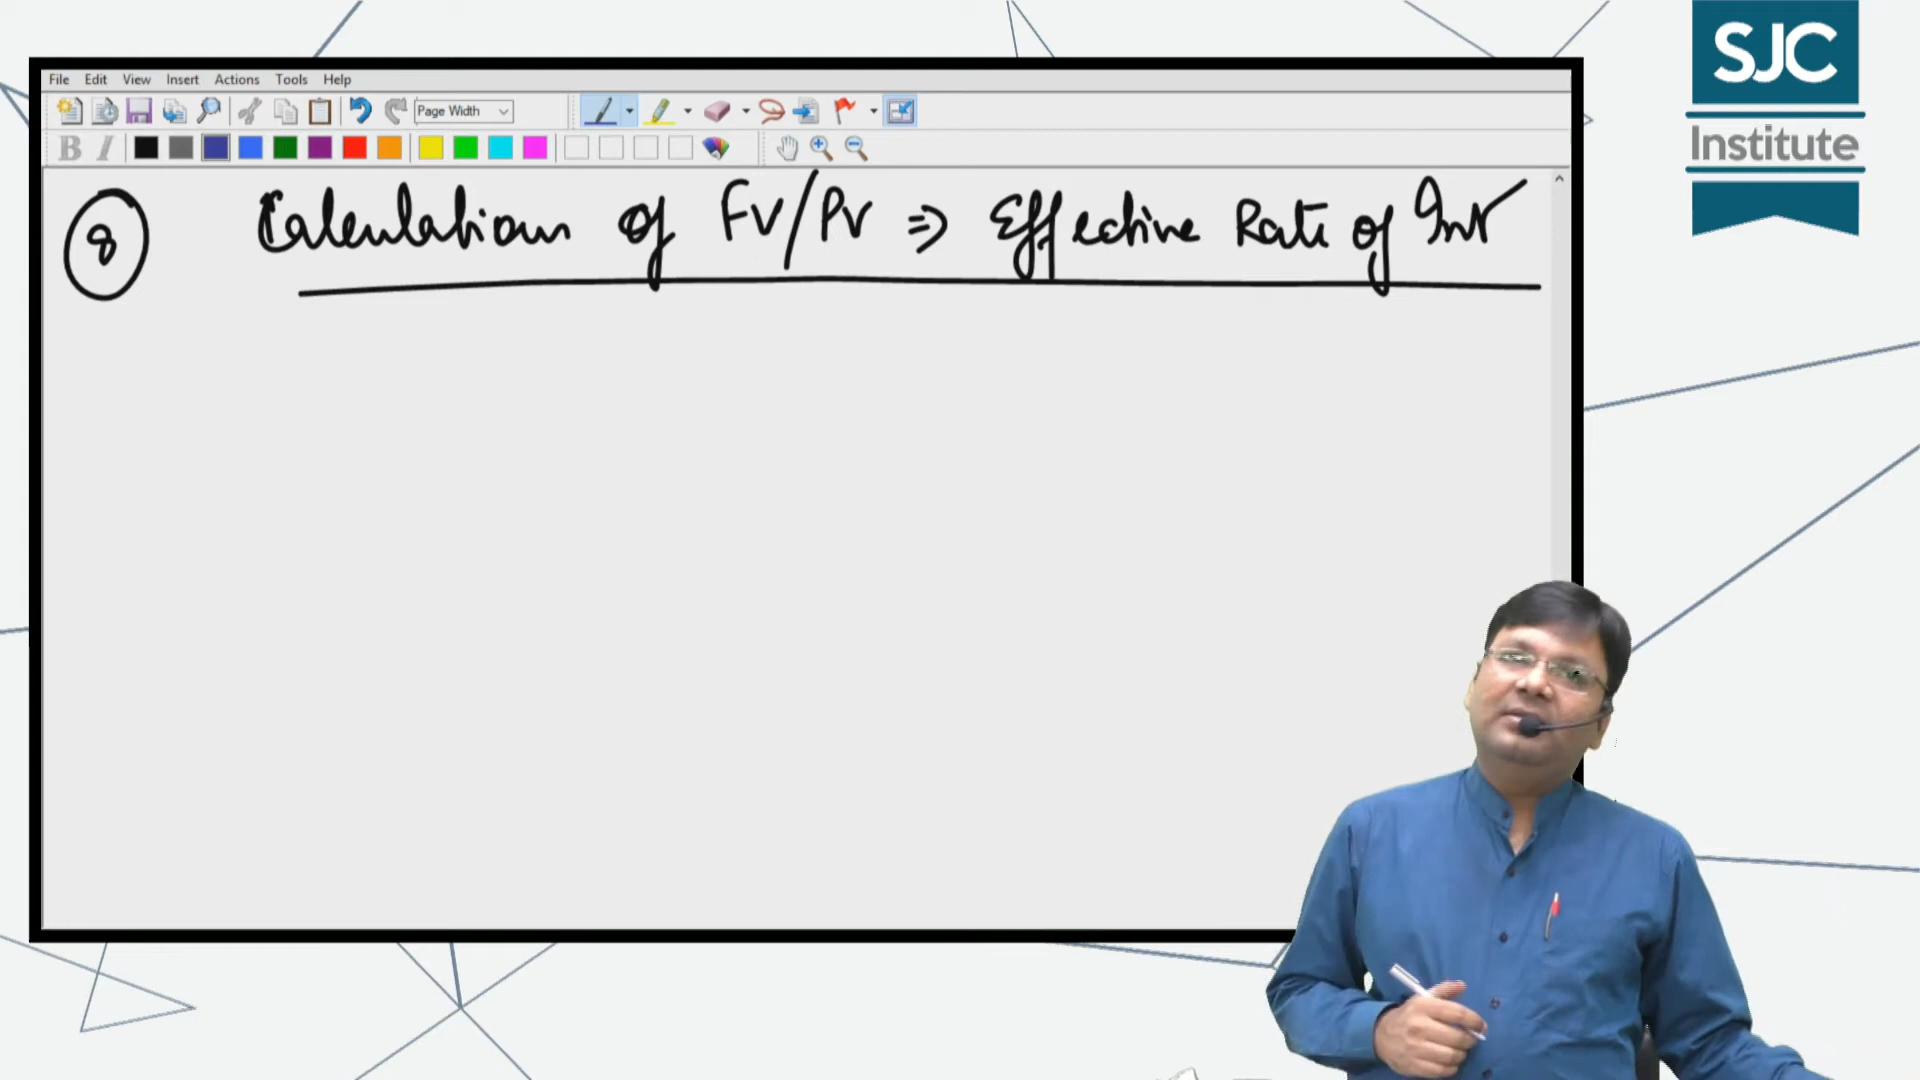 SJC
Institute
File Edit View Insert Actions Tools Help
Page Width
B I
8 Calculation of FV/PV ⇒ Effective Rate of Int